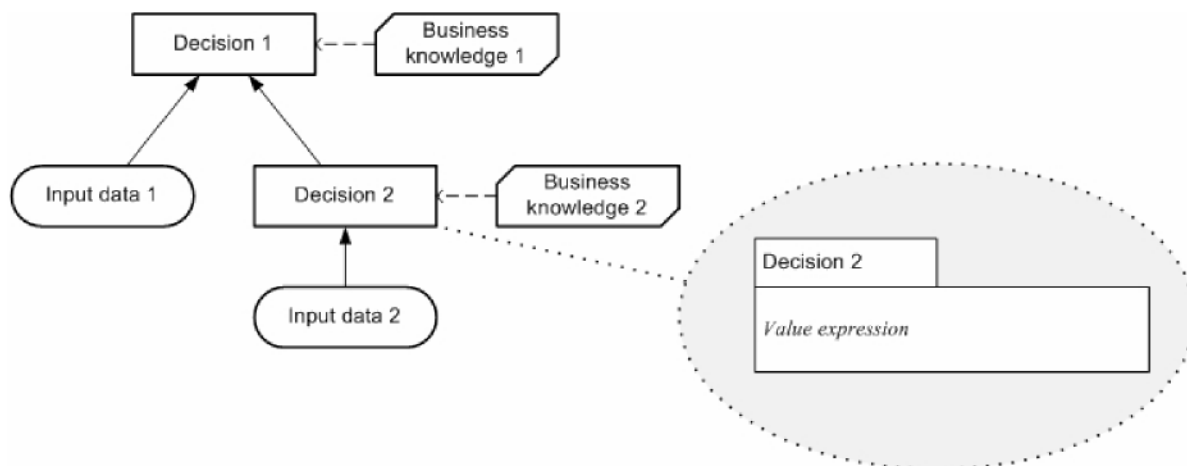 Decision 1
Business
knowledge 1
Input data 1
Decision 2
Business
knowledge 2
Input data 2
Decision 2
Value expression